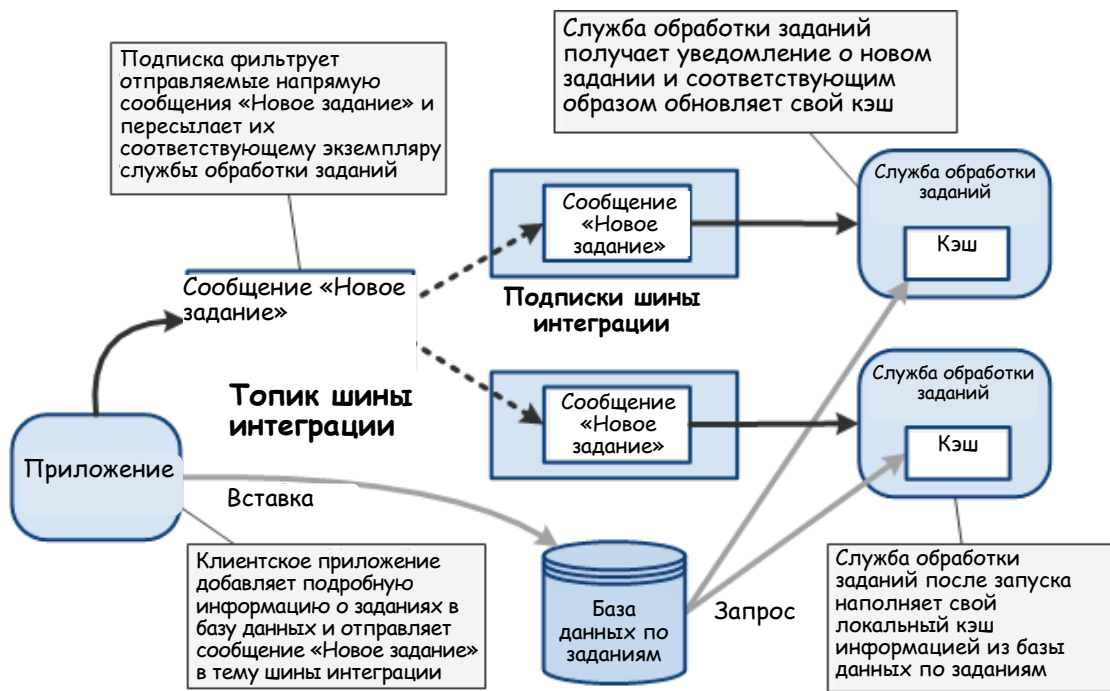 Подписка фильтрует
отправляемые напрямую
сообщения «Новое задание» и
пересылает их
соответствующему экземпляру
службы обработки заданий
Служба обработки заданий
получает уведомление о новом
задании и соответствующим
образом обновляет свой кэш
Сообщение «Новое
задание»
Топик шины
интеграции
Сообщение
«Новое
задание»
Подписки шины
интеграции
Сообщение
«Новое
задание»
Служба обработки
заданий
Кэш
Служба обработки
заданий
Кэш
Приложение
Вставка
Клиентское приложение
добавляет подробную
информацию о заданиях в
базу данных и отправляет
сообщение «Новое задание»
в тему шины интеграции
База
данных по
заданиям
Запрос
Служба обработки
заданий после запуска
наполняет свой
локальный кэш
информацией из базы
данных по заданиям